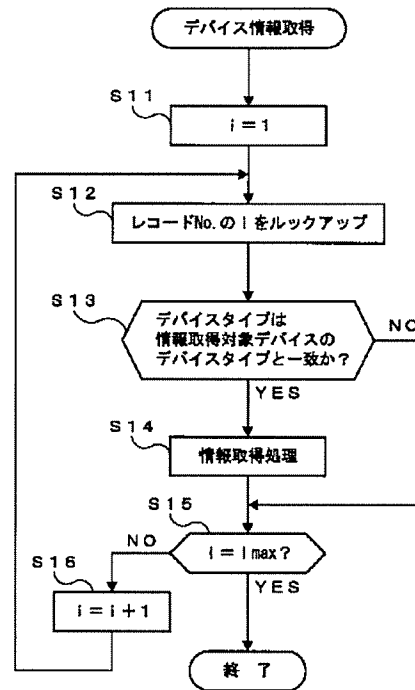 デバイス情報取得
S11
i=1
S12
レコードNo.のiをルックアップ
S13
デバイスタイプは
情報取得対象デバイスの
デバイスタイプと一致か?
NO
YES
S14
情報取得処理
S15
i=imax?
NO
YES
S16
i=i+1
終 了